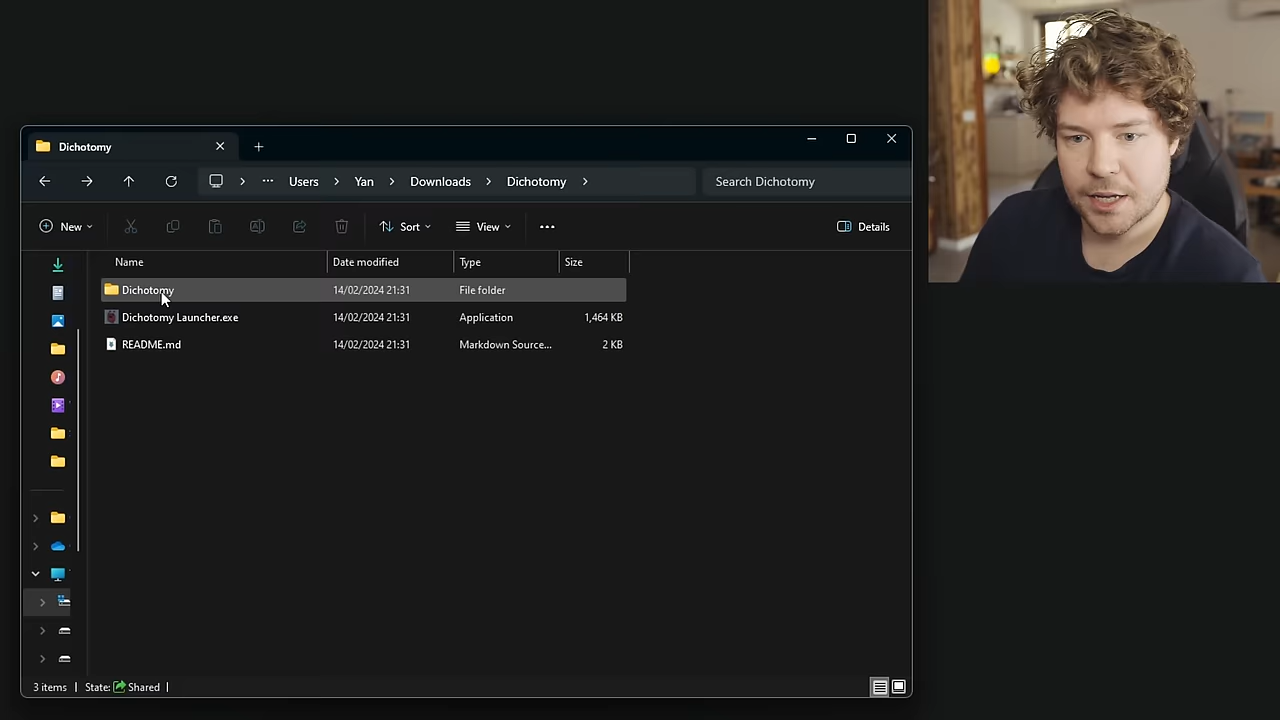 Dichotomy
Users Yan Downloads Dichotomy Search Dichotomy
New Sort View Details
Name Date modified Type Size
Dichotomy 14/02/2024 21:31 File folder
Dichotomy Launcher.exe 14/02/2024 21:31 Application 1,464 KB
README.md 14/02/2024 21:31 Markdown Source... 2 KB
3 items State: Shared